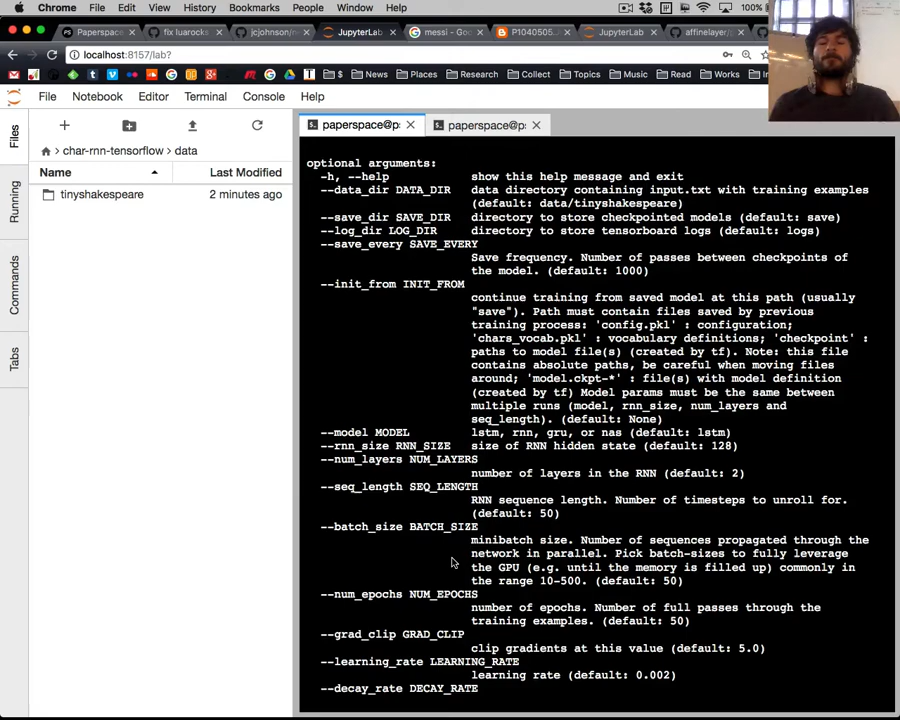 Chrome File Edit View History Bookmarks People Window Help 100%
Paperspace fix luarocks jcjohnson/n JupyterLab messi - Goo P1040505. JupyterLab affinelayer/
localhost:8157/lab?
$ News Places Research Collect Topics Music Read Works In
File Notebook Editor Terminal Console Help
Files
Running
Commands
Tabs
char-rnn-tensorflow > data
Name Last Modified
tinyshakespeare 2 minutes ago
paperspace@p: paperspace@p:
optional arguments:
-h, --help show this help message and exit
--data_dir DATA_DIR data directory containing input.txt with training examples
(default: data/tinyshakespeare)
--save_dir SAVE_DIR directory to store checkpointed models (default: save)
--log_dir LOG_DIR directory to store tensorboard logs (default: logs)
--save_every SAVE_EVERY
Save frequency. Number of passes between checkpoints of
the model. (default: 1000)
--init_from INIT_FROM
continue training from saved model at this path (usually
"save"). Path must contain files saved by previous
training process: 'config.pkl' : configuration;
'chars_vocab.pkl' : vocabulary definitions; 'checkpoint' :
paths to model file(s) (created by tf). Note: this file
contains absolute paths, be careful when moving files
around; 'model.ckpt-*' : file(s) with model definition
(created by tf) Model params must be the same between
multiple runs (model, rnn_size, num_layers and
seq_length). (default: None)
--model MODEL lstm, rnn, gru, or nas (default: lstm)
--rnn_size RNN_SIZE size of RNN hidden state (default: 128)
--num_layers NUM_LAYERS
number of layers in the RNN (default: 2)
--seq_length SEQ_LENGTH
RNN sequence length. Number of timesteps to unroll for.
(default: 50)
--batch_size BATCH_SIZE
minibatch size. Number of sequences propagated through the
network in parallel. Pick batch-sizes to fully leverage
the GPU (e.g. until the memory is filled up) commonly in
the range 10-500. (default: 50)
--num_epochs NUM_EPOCHS
number of epochs. Number of full passes through the
training examples. (default: 50)
--grad_clip GRAD_CLIP
clip gradients at this value (default: 5.0)
--learning_rate LEARNING_RATE
learning rate (default: 0.002)
--decay_rate DECAY_RATE